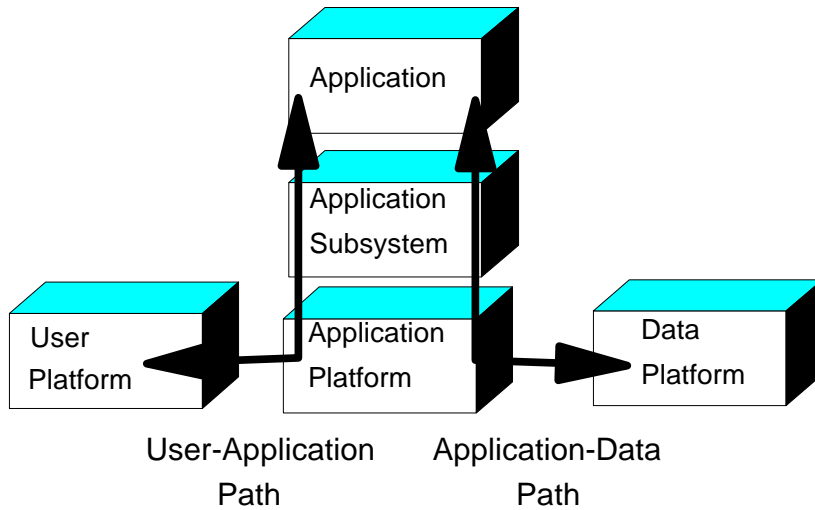 Application
Application
Subsystem
User
Platform
Application
Platform
Data
Platform
User-Application
Path
Application-Data
Path